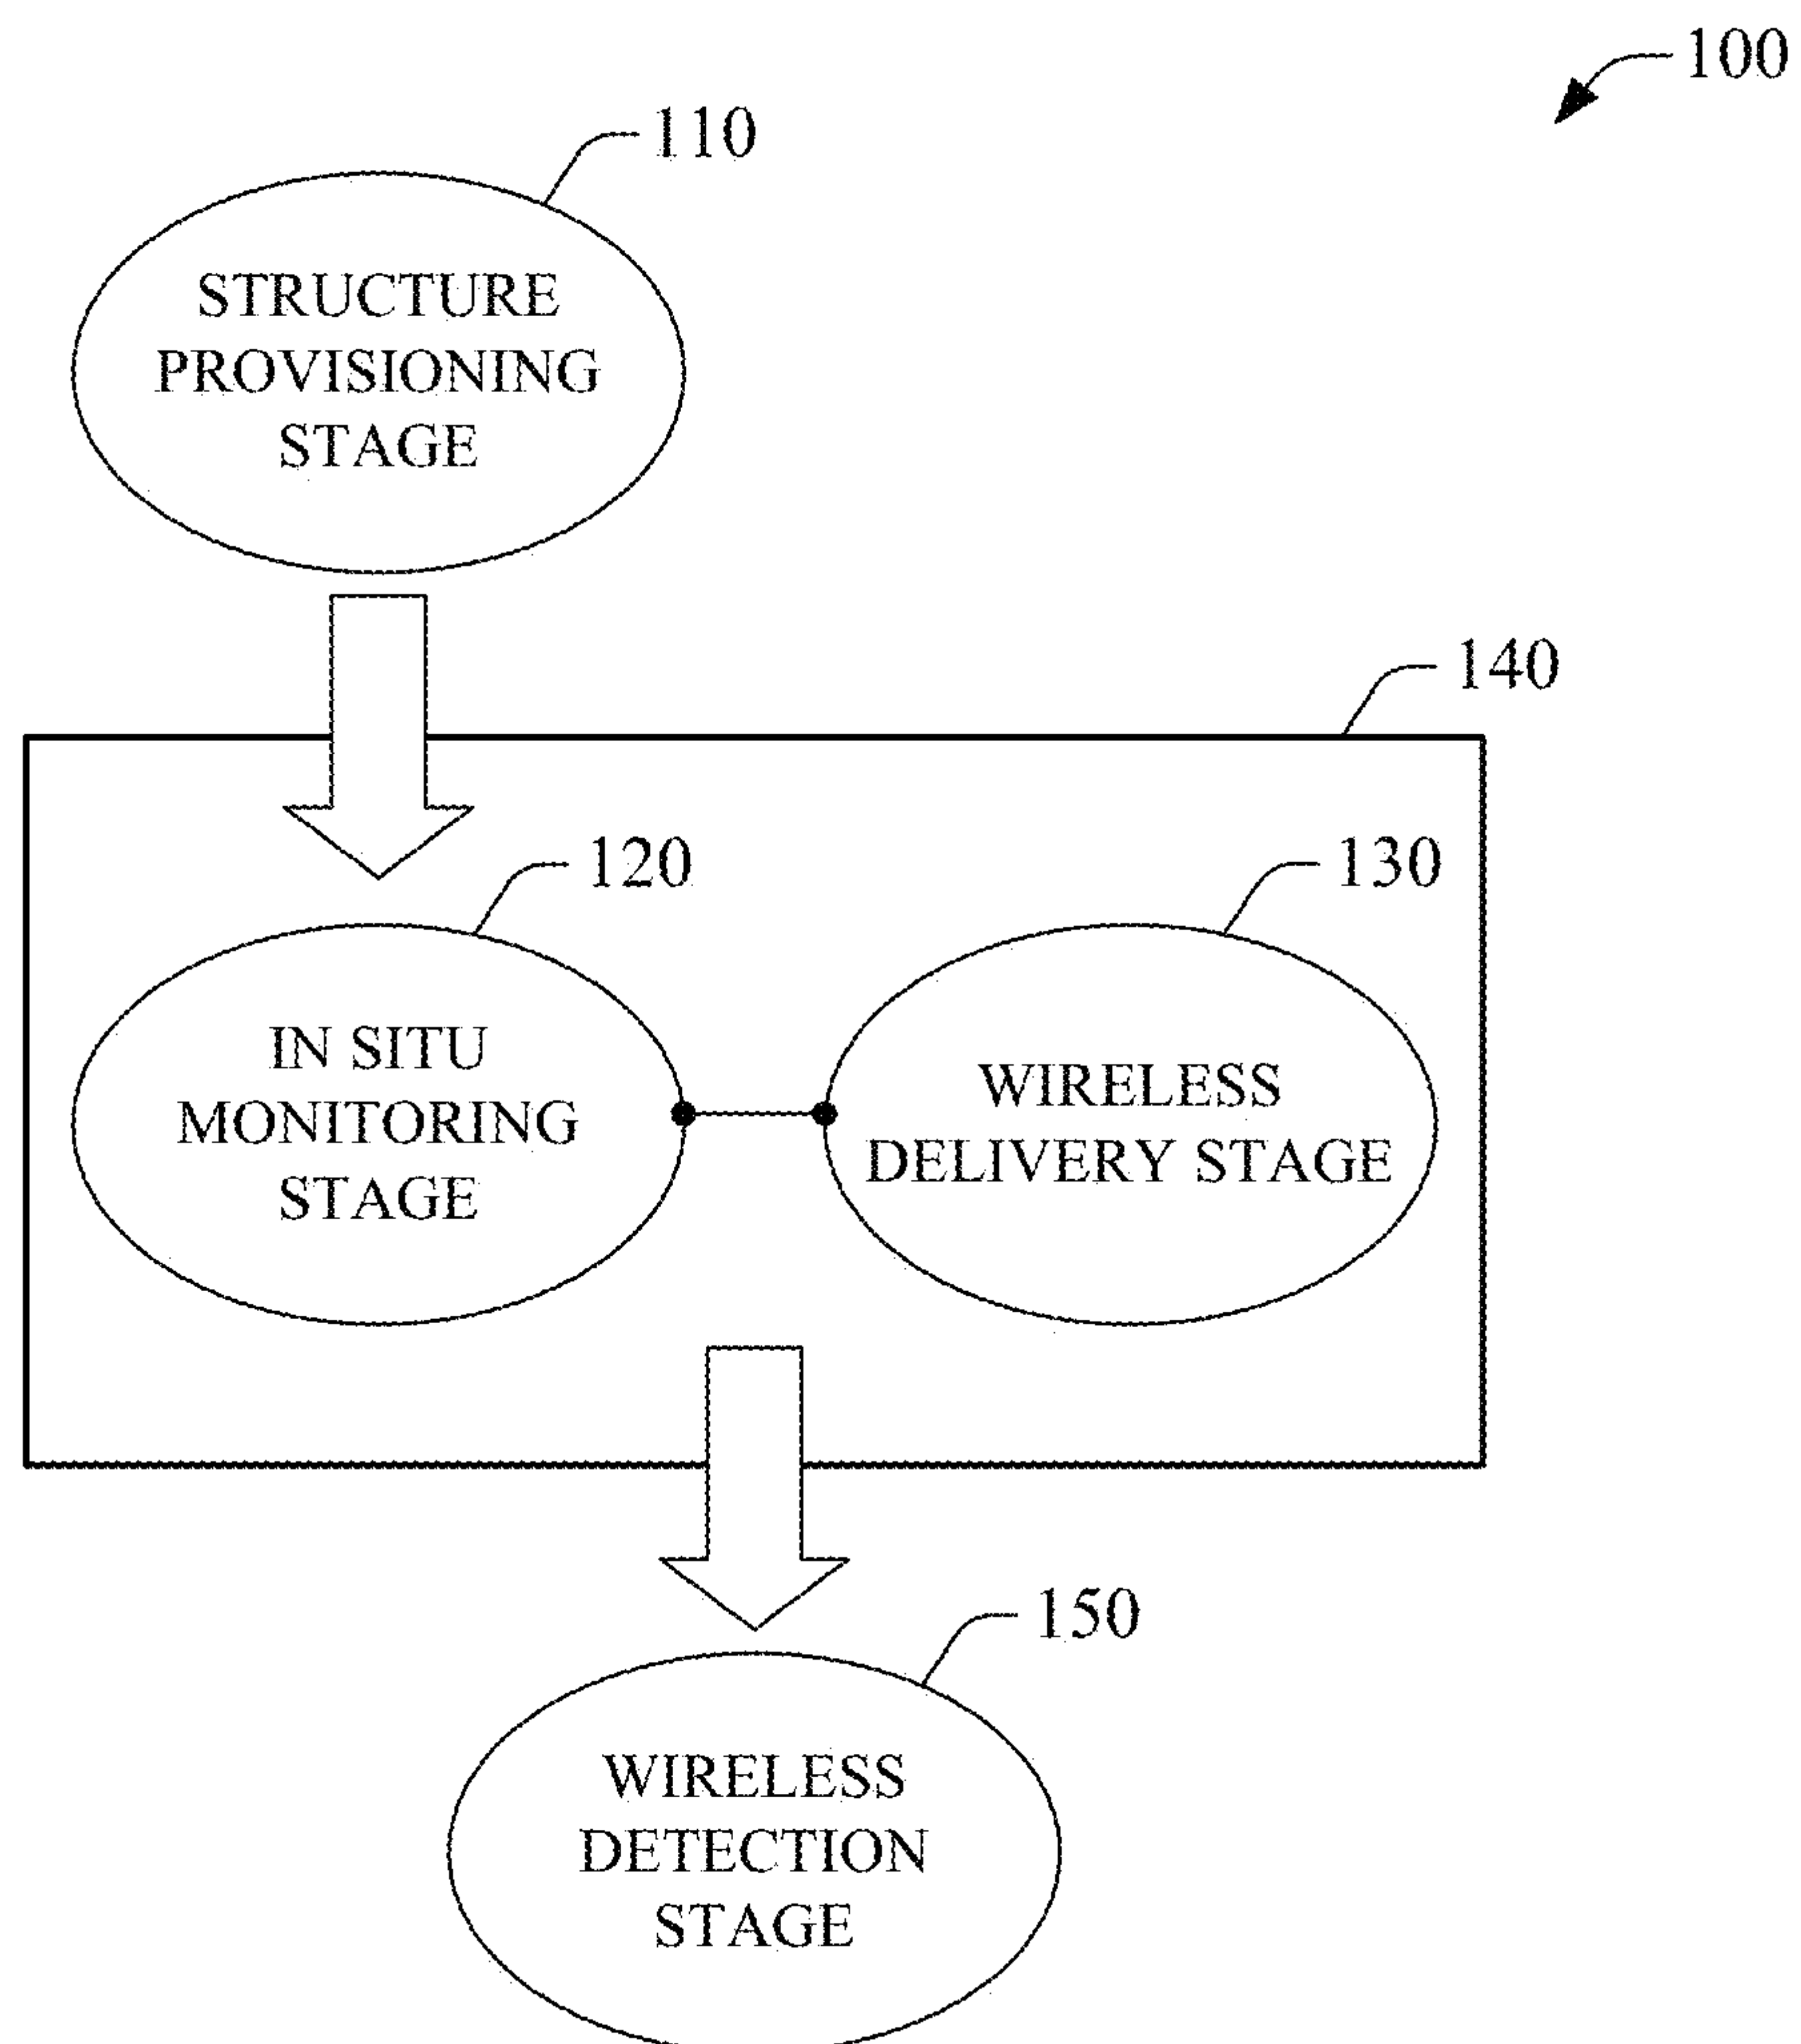 100
110
STRUCTURE
PROVISIONING
STAGE
140
120
130
IN SITU
MONITORING
STAGE
WIRELESS
DELIVERY STAGE
150
WIRELESS
DETECTION
STAGE